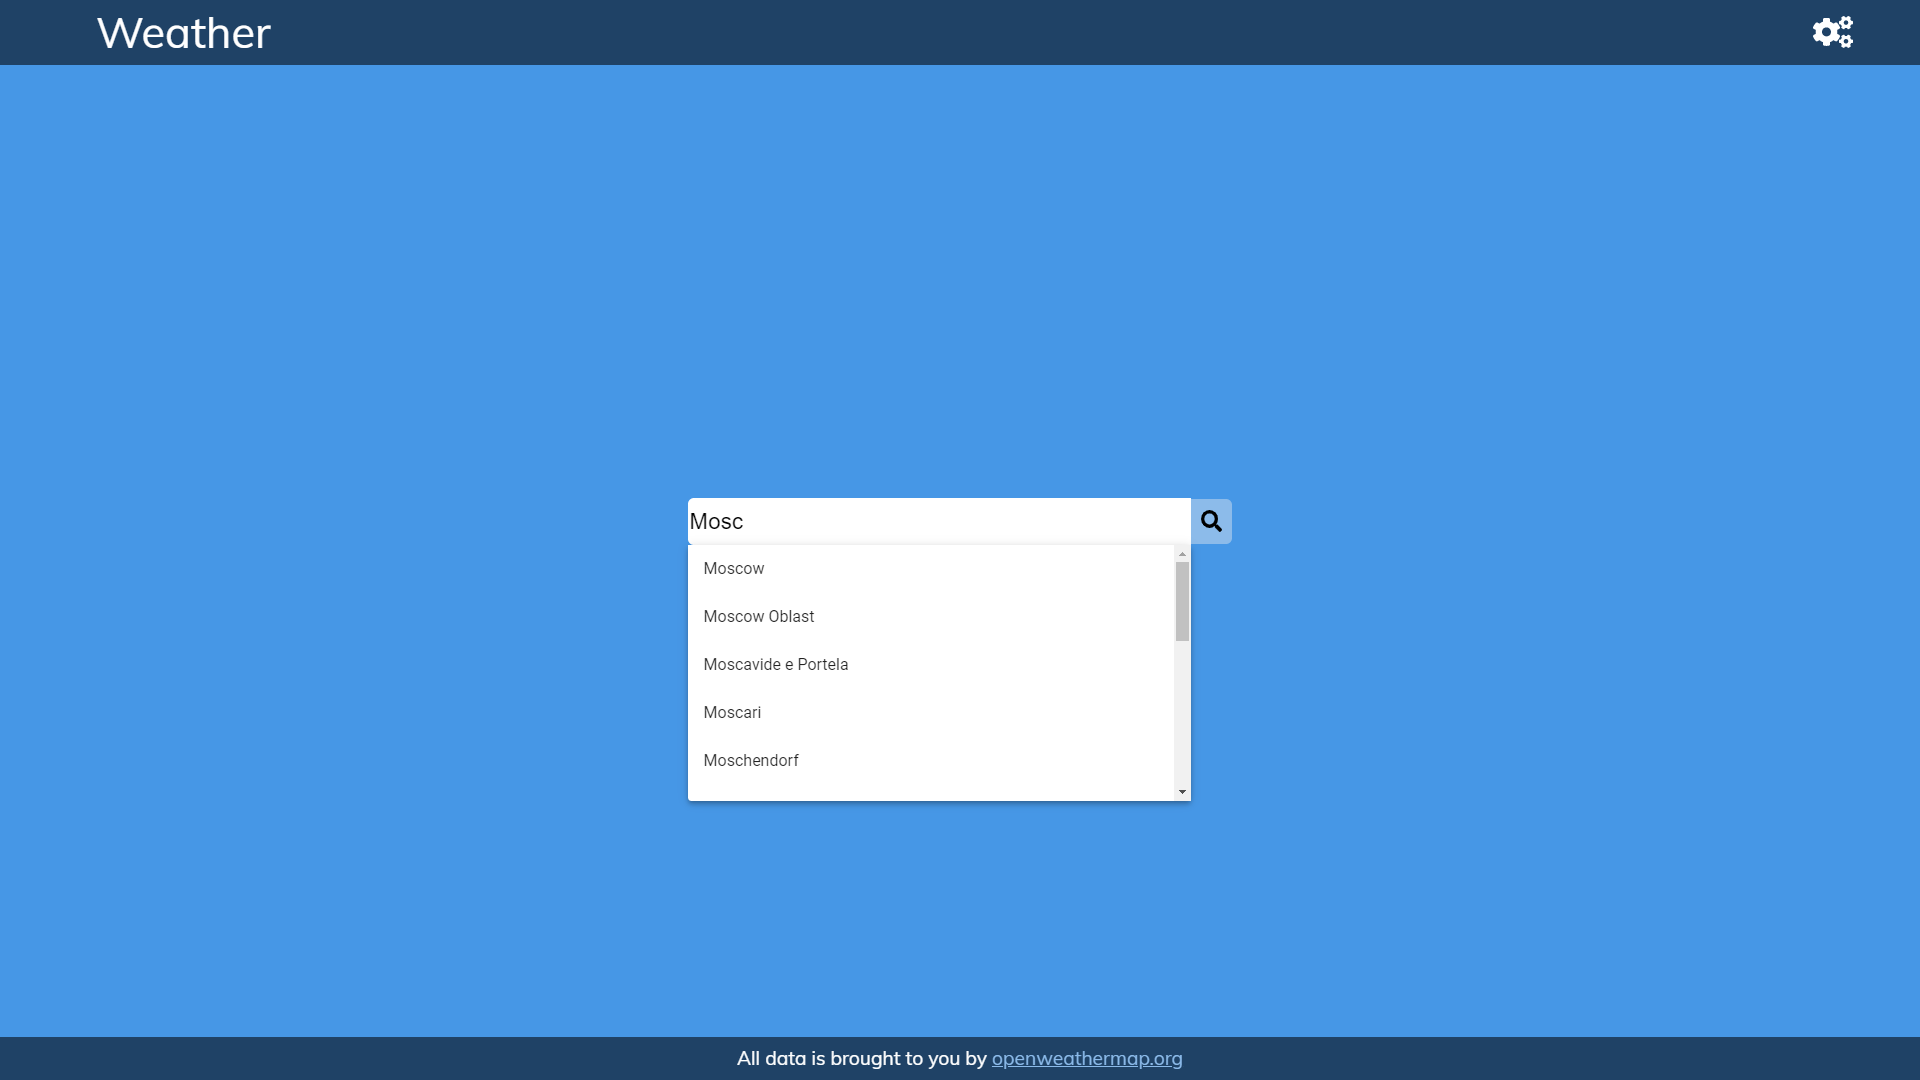 Weather
Mosc
Moscow
Moscow Oblast
Moscavide e Portela
Moscari
Moschendorf
All data is brought to you by openweathermap.org